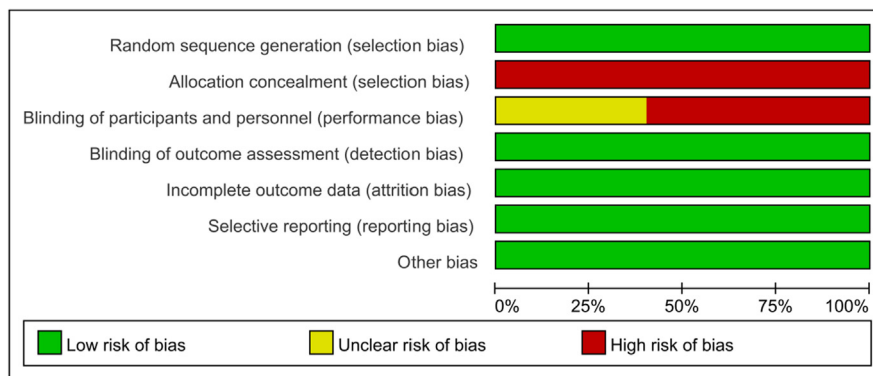 Random sequence generation (selection bias)
Allocation concealment (selection bias)
Blinding of participants and personnel (performance bias)
Blinding of outcome assessment (detection bias)
Incomplete outcome data (attrition bias)
Selective reporting (reporting bias)
Other bias
0% 25% 50% 75% 100%
Low risk of bias Unclear risk of bias High risk of bias